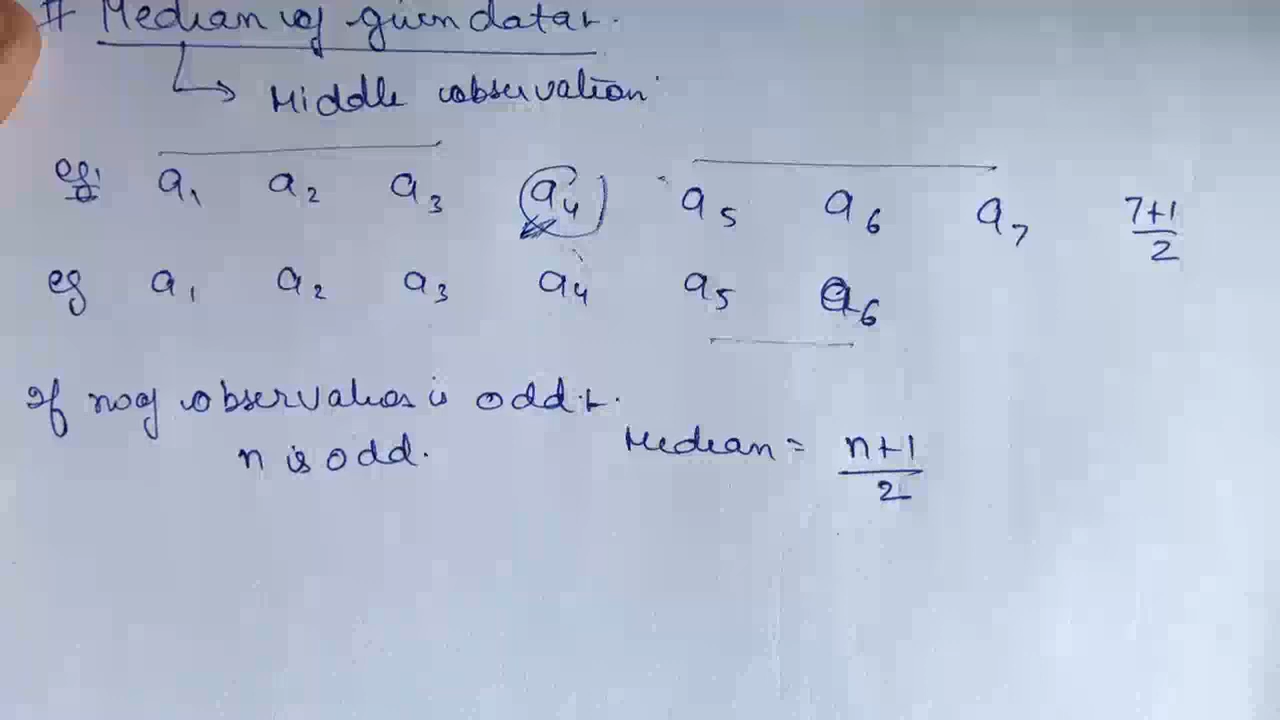 # Median of given data:-
↳ Middle observation
eg: a₁ a₂ a₃ a₄ a₅ a₆ a₇ 7+1/2
eg a₁ a₂ a₃ a₄ a₅ a₆
If no of observations is odd:-
n is odd. Median = n+1/2